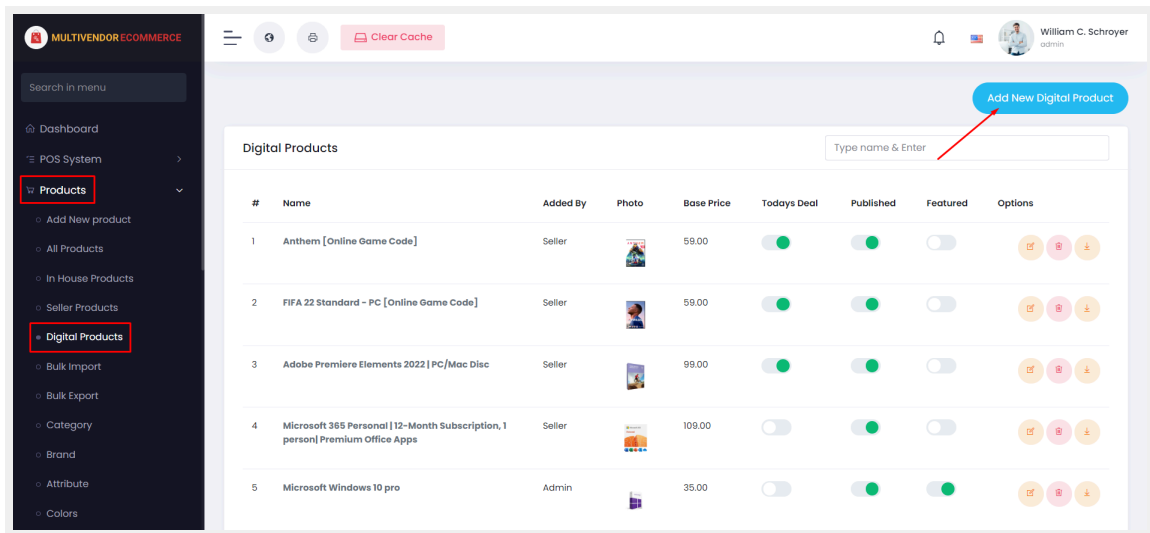 MULTIVENDOR ECOMMERCE
Clear Cache
William C. Schroyer
admin
Search in menu
Dashboard
POS System
Products
Add New product
All Products
In House Products
Seller Products
Digital Products
Bulk Import
Bulk Export
Category
Brand
Attribute
Colors
Add New Digital Product
Digital Products
Type name & Enter
# Name Added By Photo Base Price Todays Deal Published Featured Options
1 Anthem [Online Game Code] Seller 59.00
2 FIFA 22 Standard - PC [Online Game Code] Seller 59.00
3 Adobe Premiere Elements 2022 | PC/Mac Disc Seller 99.00
4 Microsoft 365 Personal | 12-Month Subscription, 1 Seller 109.00
person| Premium Office Apps
5 Microsoft Windows 10 pro Admin 35.00